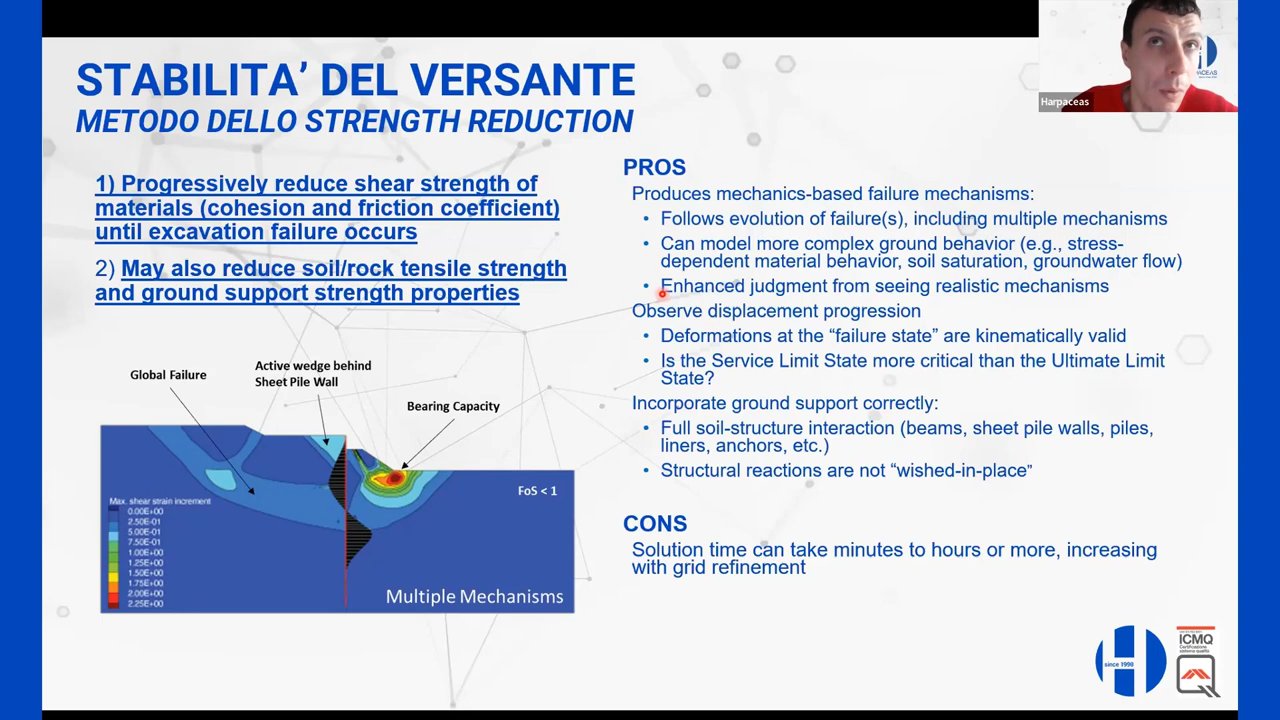 STABILITA’ DEL VERSANTE
METODO DELLO STRENGTH REDUCTION
Harpaceas
1) Progressively reduce shear strength of
materials (cohesion and friction coefficient)
until excavation failure occurs
2) May also reduce soil/rock tensile strength
and ground support strength properties
Global Failure
Active wedge behind
Sheet Pile Wall
Bearing Capacity
FoS < 1
Max. shear strain increment
0.00E+00
2.50E-01
5.00E-01
7.50E-01
1.00E+00
1.25E+00
1.50E+00
1.75E+00
2.00E+00
2.25E+00
Multiple Mechanisms
PROS
Produces mechanics-based failure mechanisms:
• Follows evolution of failure(s), including multiple mechanisms
• Can model more complex ground behavior (e.g., stress-
dependent material behavior, soil saturation, groundwater flow)
• Enhanced judgment from seeing realistic mechanisms
Observe displacement progression
• Deformations at the “failure state” are kinematically valid
• Is the Service Limit State more critical than the Ultimate Limit
State?
Incorporate ground support correctly:
• Full soil-structure interaction (beams, sheet pile walls, piles,
liners, anchors, etc.)
• Structural reactions are not “wished-in-place”
CONS
Solution time can take minutes to hours or more, increasing
with grid refinement
since 1990
ICMQ